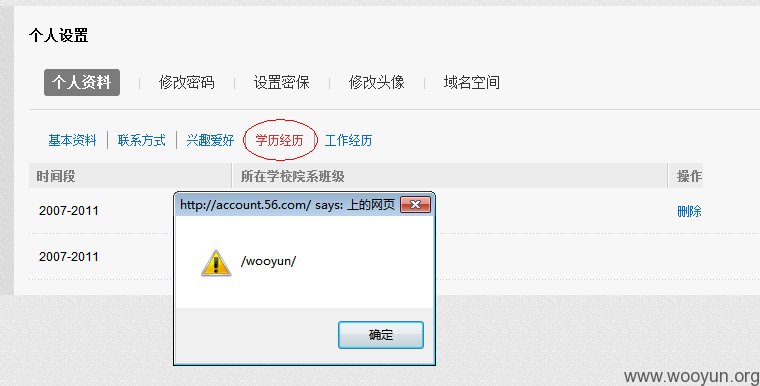 个人设置
个人资料 修改密码 设置密保 修改头像 域名空间
基本资料 联系方式 兴趣爱好 学历经历 工作经历
时间段 所在学校院系班级 操作
http://account.56.com/ says: 上的网页
2007-2011 删除
/wooyun/
2007-2011
确定
www.wooyun.org